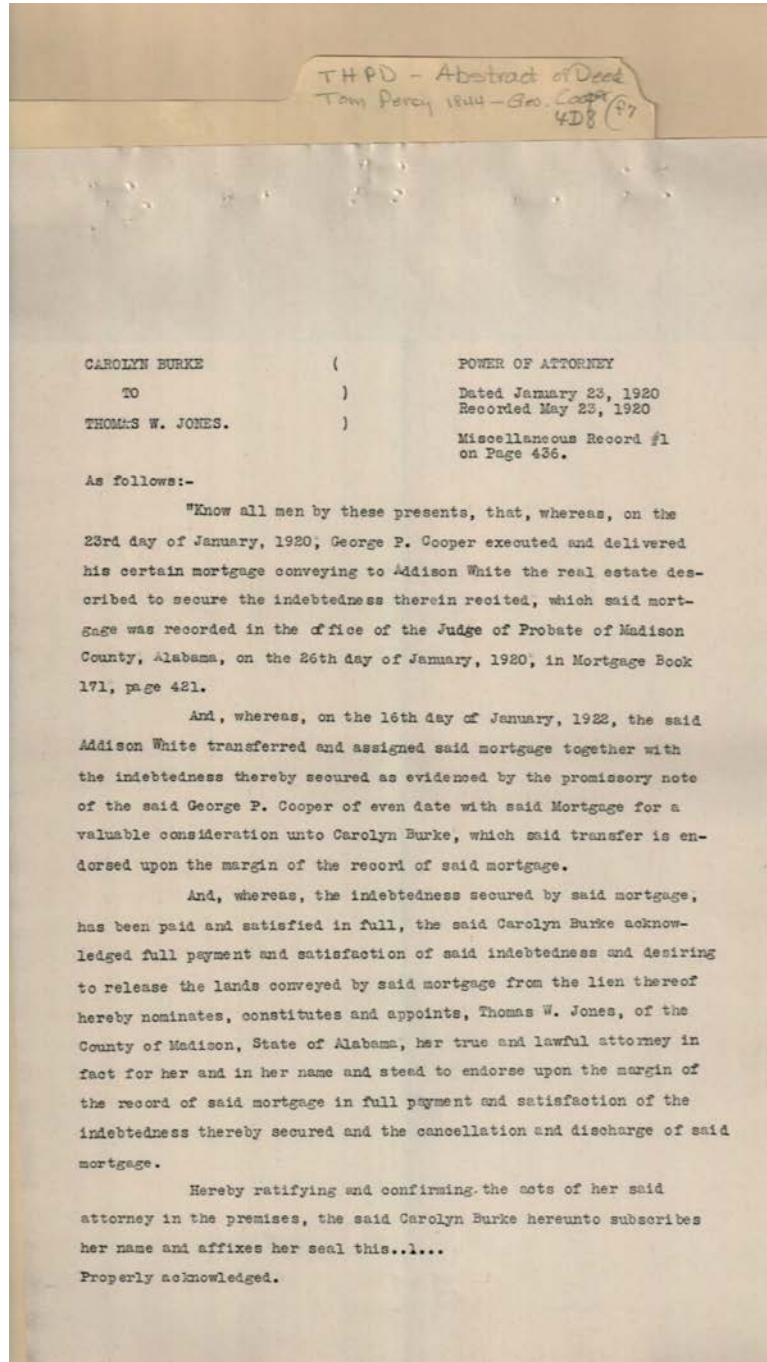 THPD - Abstract of Deed
Tom Percy 1844 - Geo. Cooper
4D8 (f7
CAROLYN BURKE ( POWER OF ATTORNEY
TO ) Dated January 23, 1920
Recorded May 23, 1920
THOMAS W. JONES. )
Miscellaneous Record #1
on Page 436.
As follows:-
"Know all men by these presents, that, whereas, on the
23rd day of January, 1920, George P. Cooper executed and delivered
his certain mortgage conveying to Addison White the real estate des-
cribed to secure the indebtedness therein recited, which said mort-
gage was recorded in the office of the Judge of Probate of Madison
County, Alabama, on the 26th day of January, 1920, in Mortgage Book
171, page 421.
And, whereas, on the 16th day of January, 1922, the said
Addison White transferred and assigned said mortgage together with
the indebtedness thereby secured as evidenced by the promissory note
of the said George P. Cooper of even date with said Mortgage for a
valuable consideration unto Carolyn Burke, which said transfer is en-
dorsed upon the margin of the record of said mortgage.
And, whereas, the indebtedness secured by said mortgage,
has been paid and satisfied in full, the said Carolyn Burke acknow-
ledged full payment and satisfaction of said indebtedness and desiring
to release the lands conveyed by said mortgage from the lien thereof
hereby nominates, constitutes and appoints, Thomas W. Jones, of the
County of Madison, State of Alabama, her true and lawful attorney in
fact for her and in her name and stead to endorse upon the margin of
the record of said mortgage in full payment and satisfaction of the
indebtedness thereby secured and the cancellation and discharge of said
mortgage.
Hereby ratifying and confirming.the acts of her said
attorney in the premises, the said Carolyn Burke hereunto subscribes
her name and affixes her seal this..1...
Properly acknowledged.